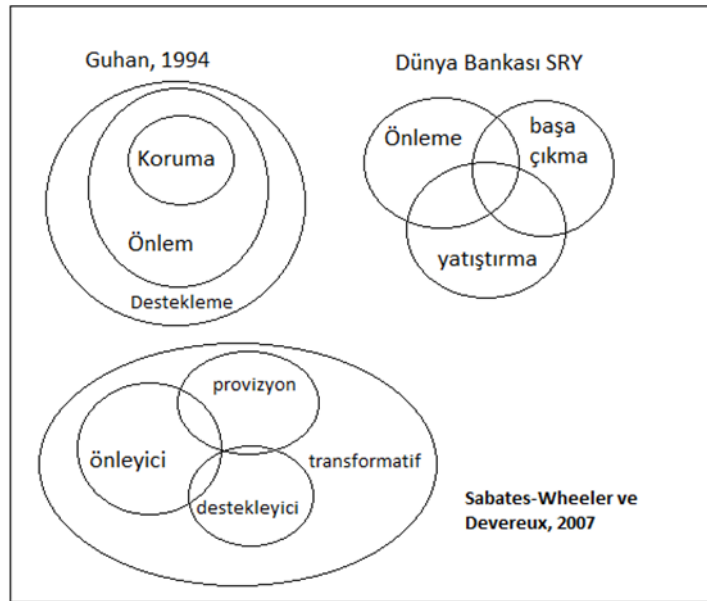 Guhan, 1994
Koruma
Önlem
Destekleme
Dünya Bankası SRY
Önleme
başa
çıkma
yatıştırma
provizyon
önleyici
transformatif
destekleyici
Sabates-Wheeler ve
Devereux, 2007